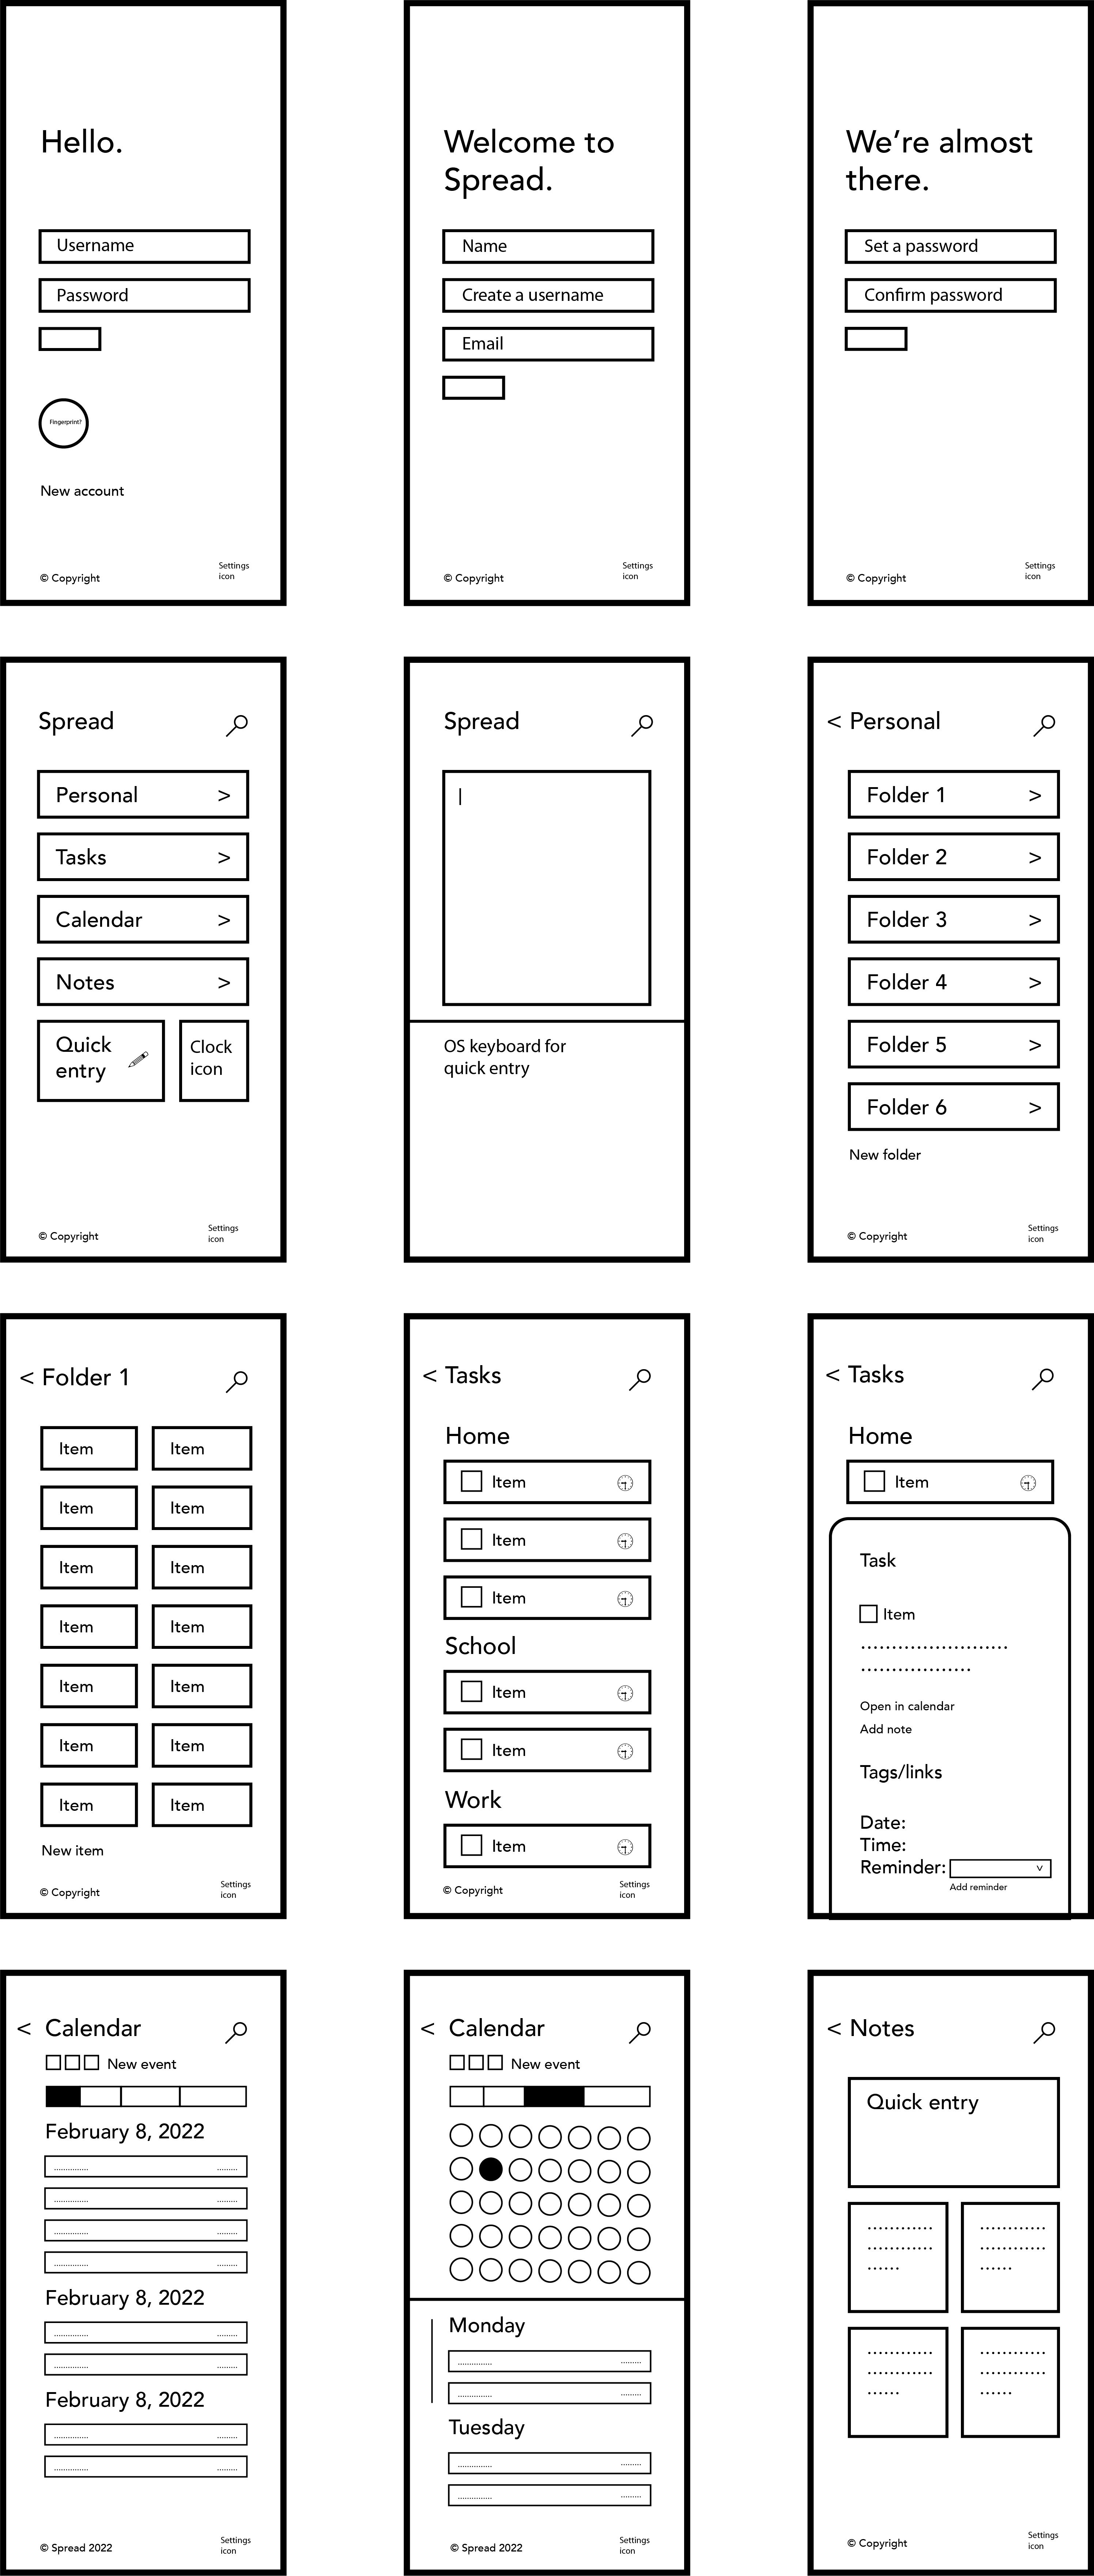 Hello.
Username
Password
Fingerprint?
New account
© Copyright
Settings
icon
Welcome to
Spread.
Name
Create a username
Email
© Copyright
Settings
icon
We’re almost
there.
Set a password
Confirm password
© Copyright
Settings
icon
Spread
Personal >
Tasks >
Calendar >
Notes >
Quick
entry
Clock
icon
© Copyright
Settings
icon
Spread
|
OS keyboard for
quick entry
< Personal
Folder 1 >
Folder 2 >
Folder 3 >
Folder 4 >
Folder 5 >
Folder 6 >
New folder
© Copyright
Settings
icon
< Folder 1
Item Item
Item Item
Item Item
Item Item
Item Item
Item Item
Item Item
New item
© Copyright
Settings
icon
< Tasks
Home
Item
Item
Item
School
Item
Item
Work
Item
© Copyright
Settings
icon
< Tasks
Home
Item
Task
Item
........................
..................
Open in calendar
Add note
Tags/links
Date:
Time:
Reminder: v
Add reminder
< Calendar
New event
February 8, 2022
............... .........
............... .........
............... .........
............... .........
February 8, 2022
............... .........
............... .........
February 8, 2022
............... .........
............... .........
© Spread 2022
Settings
icon
< Calendar
New event
Monday
............... .........
............... .........
Tuesday
............... .........
............... .........
© Spread 2022
Settings
icon
< Notes
Quick entry
............ ............
............ ............
...... ......
............ ............
............ ............
...... ......
© Copyright
Settings
icon